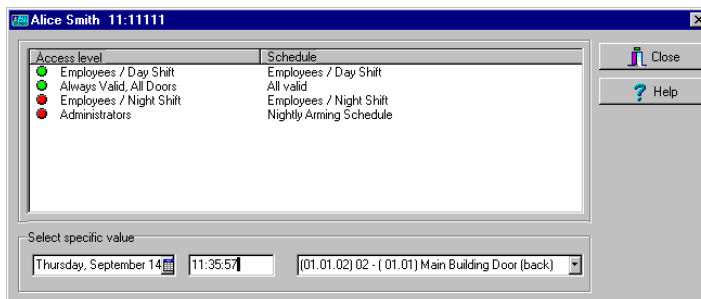 Alice Smith 11:11111
Access level Schedule
Employees / Day Shift Employees / Day Shift
Always Valid, All Doors All valid
Employees / Night Shift Employees / Night Shift
Administrators Nightly Arming Schedule
Close
Help
Select specific value
Thursday, September 14 11:35:57 (01.01.02) 02 - ( 01.01) Main Building Door (back)